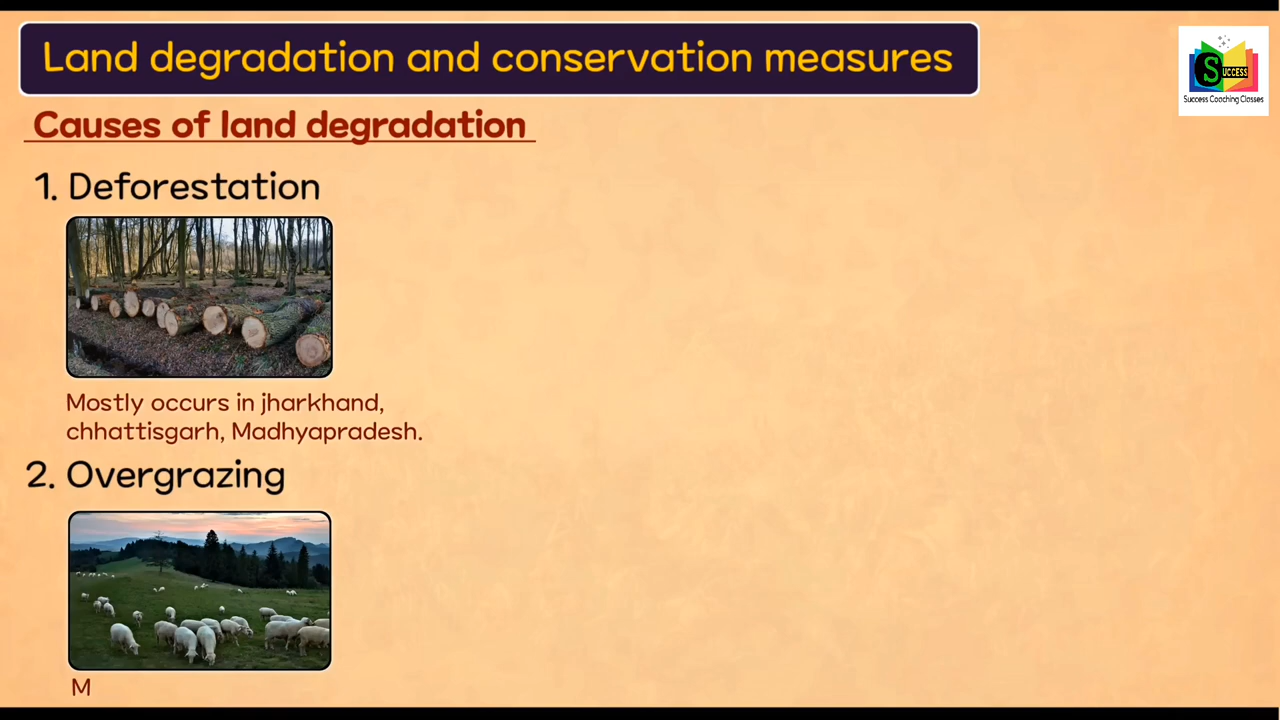 Land degradation and conservation measures
SUCCESS
Success Coaching Classes
Causes of land degradation
1. Deforestation
Mostly occurs in jharkhand,
chhattisgarh, Madhyapradesh.
2. Overgrazing
M